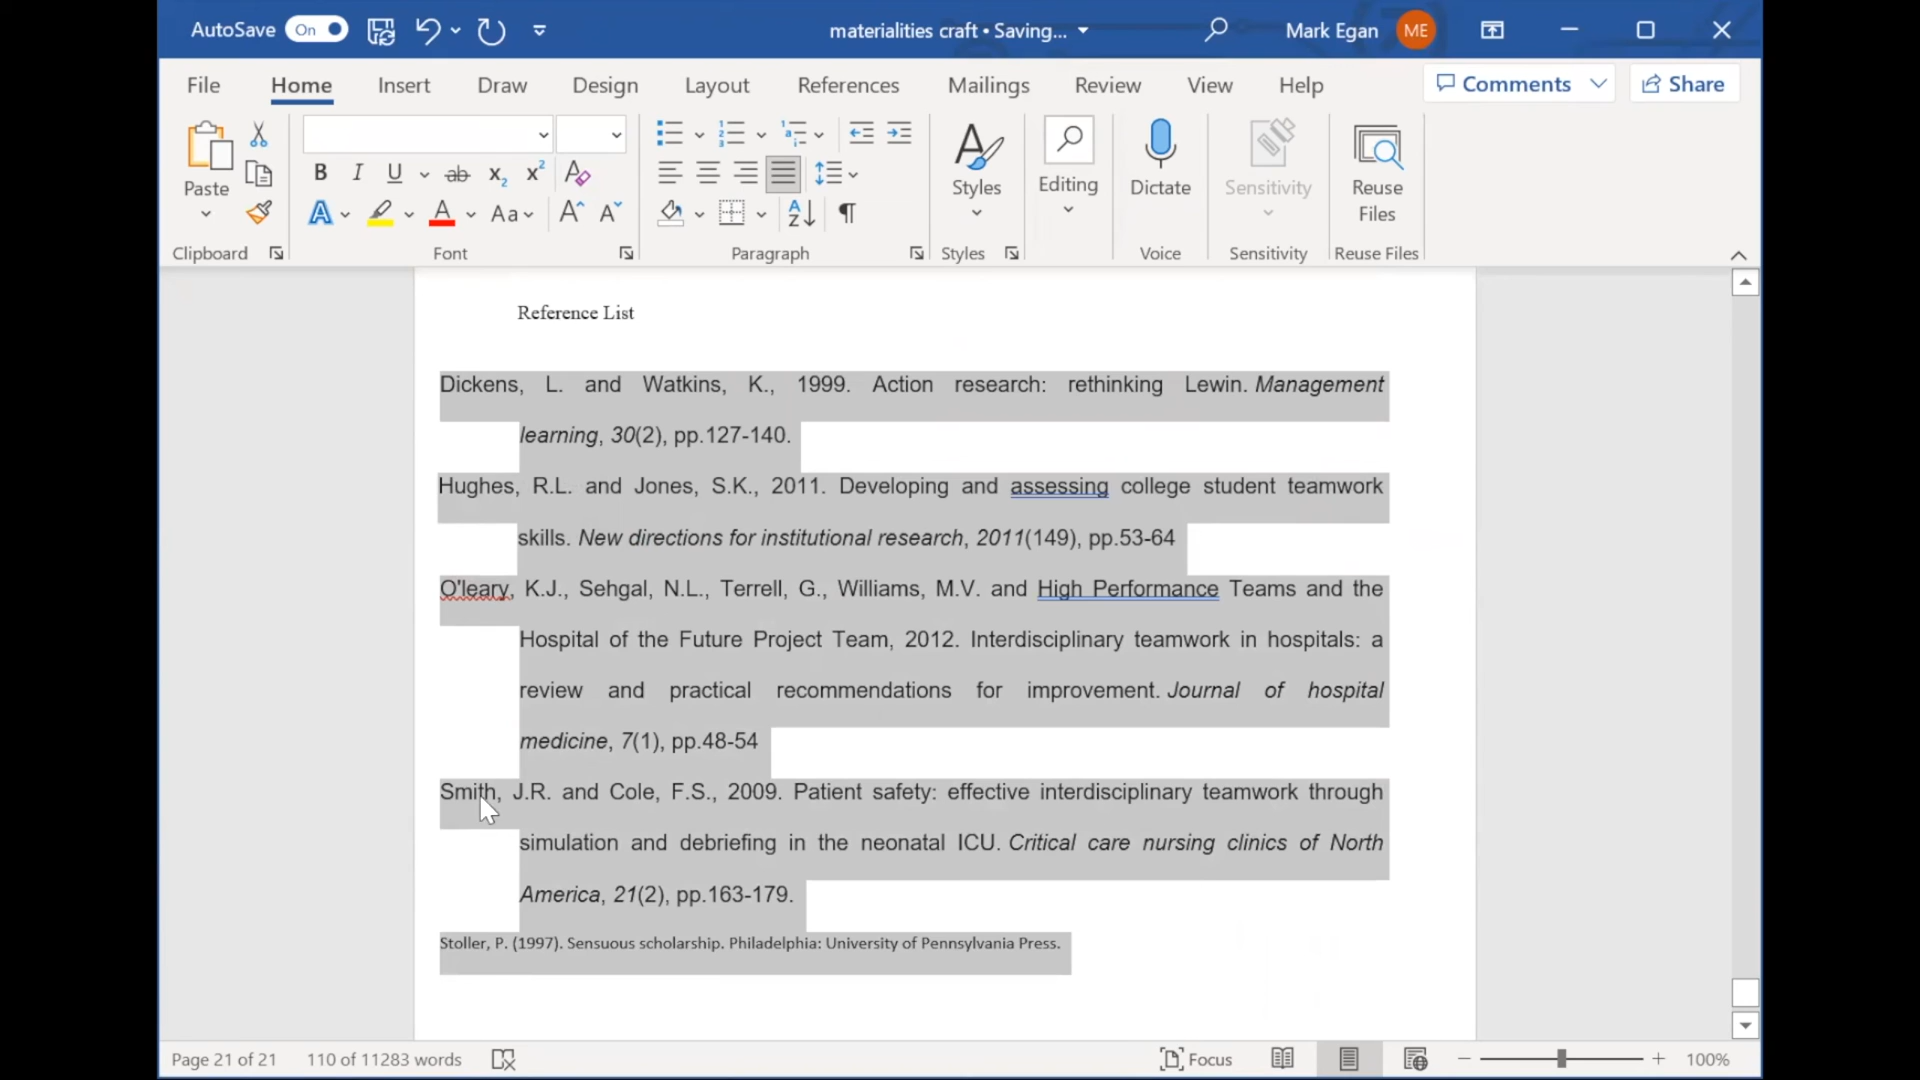 AutoSave On materialities craft • Saving... Mark Egan ME
File Home Insert Draw Design Layout References Mailings Review View Help Comments Share
Paste
B I U ab x2 x2 A
A A Aa A A
A Z ¶
Styles Editing Dictate Sensitivity Reuse Files
Clipboard Font Paragraph Styles Voice Sensitivity Reuse Files
Reference List
Dickens, L. and Watkins, K., 1999. Action research: rethinking Lewin. Management
learning, 30(2), pp.127-140.
Hughes, R.L. and Jones, S.K., 2011. Developing and assessing college student teamwork
skills. New directions for institutional research, 2011(149), pp.53-64
O'leary, K.J., Sehgal, N.L., Terrell, G., Williams, M.V. and High Performance Teams and the
Hospital of the Future Project Team, 2012. Interdisciplinary teamwork in hospitals: a
review and practical recommendations for improvement. Journal of hospital
medicine, 7(1), pp.48-54
Smith, J.R. and Cole, F.S., 2009. Patient safety: effective interdisciplinary teamwork through
simulation and debriefing in the neonatal ICU. Critical care nursing clinics of North
America, 21(2), pp.163-179.
Stoller, P. (1997). Sensuous scholarship. Philadelphia: University of Pennsylvania Press.
Page 21 of 21 110 of 11283 words Focus 100%